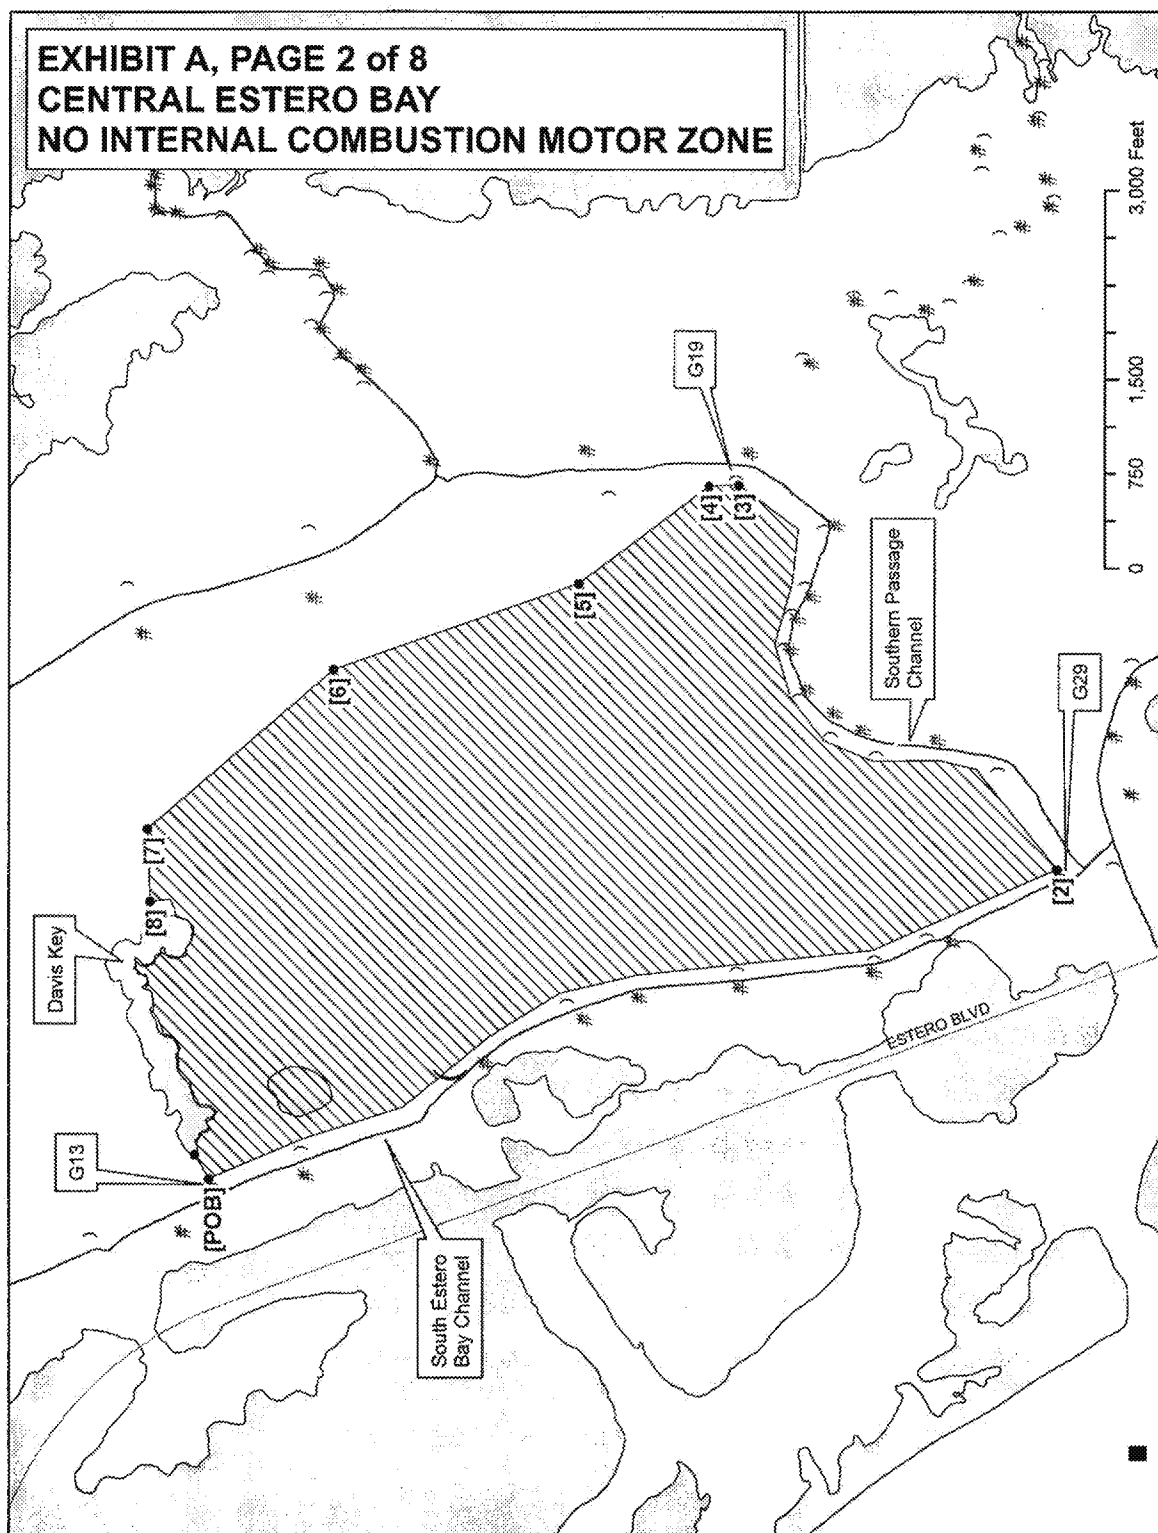 EXHIBIT A, PAGE 2 of 8
CENTRAL ESTERO BAY
NO INTERNAL COMBUSTION MOTOR ZONE
Davis Key
G13
[POB]
[8]
[7]
[6]
[5]
[4]
[3]
G19
[2]
G29
Southern Passage
Channel
South Estero
Bay Channel
ESTERO BLVD
0
750
1,500
3,000 Feet